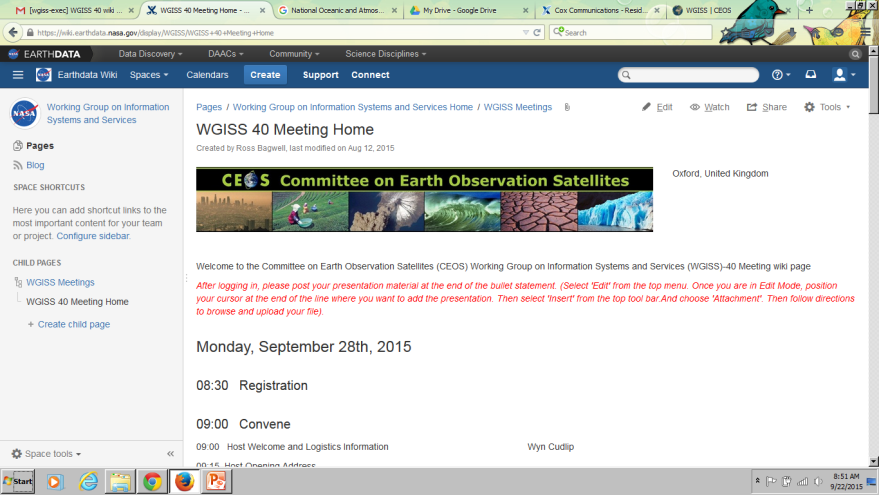 [wgiss-exec] WGISS 40 wiki ...
WGISS 40 Meeting Home - ...
National Oceanic and Atmos...
My Drive - Google Drive
Cox Communications - Resid...
WGISS | CEOS
https://wiki.earthdata.nasa.gov/display/WGISS/WGISS+40+Meeting+Home
Search
EARTHDATA
Data Discovery
DAACs
Community
Science Disciplines
Earthdata Wiki
Spaces
Calendars
Create
Support
Connect
NASA
Working Group on Information
Systems and Services
Pages
Blog
SPACE SHORTCUTS
Here you can add shortcut links to the
most important content for your team
or project. Configure sidebar.
CHILD PAGES
WGISS Meetings
WGISS 40 Meeting Home
+ Create child page
Space tools
Pages / Working Group on Information Systems and Services Home / WGISS Meetings
Edit
Watch
Share
Tools
WGISS 40 Meeting Home
Created by Ross Bagwell, last modified on Aug 12, 2015
CEOS Committee on Earth Observation Satellites
Oxford, United Kingdom
Welcome to the Committee on Earth Observation Satellites (CEOS) Working Group on Information Systems and Services (WGISS)-40 Meeting wiki page
After logging in, please post your presentation material at the end of the bullet statement. (Select 'Edit' from the top menu. Once you are in Edit Mode, position
your cursor at the end of the line where you want to add the presentation. Then select 'Insert' from the top tool bar.And choose 'Attachment'. Then follow directions
to browse and upload your file).
Monday, September 28th, 2015
08:30 Registration
09:00 Convene
09:00 Host Welcome and Logistics Information Wyn Cudlip
09:15 Host Opening Address
Start
8:51 AM
9/22/2015